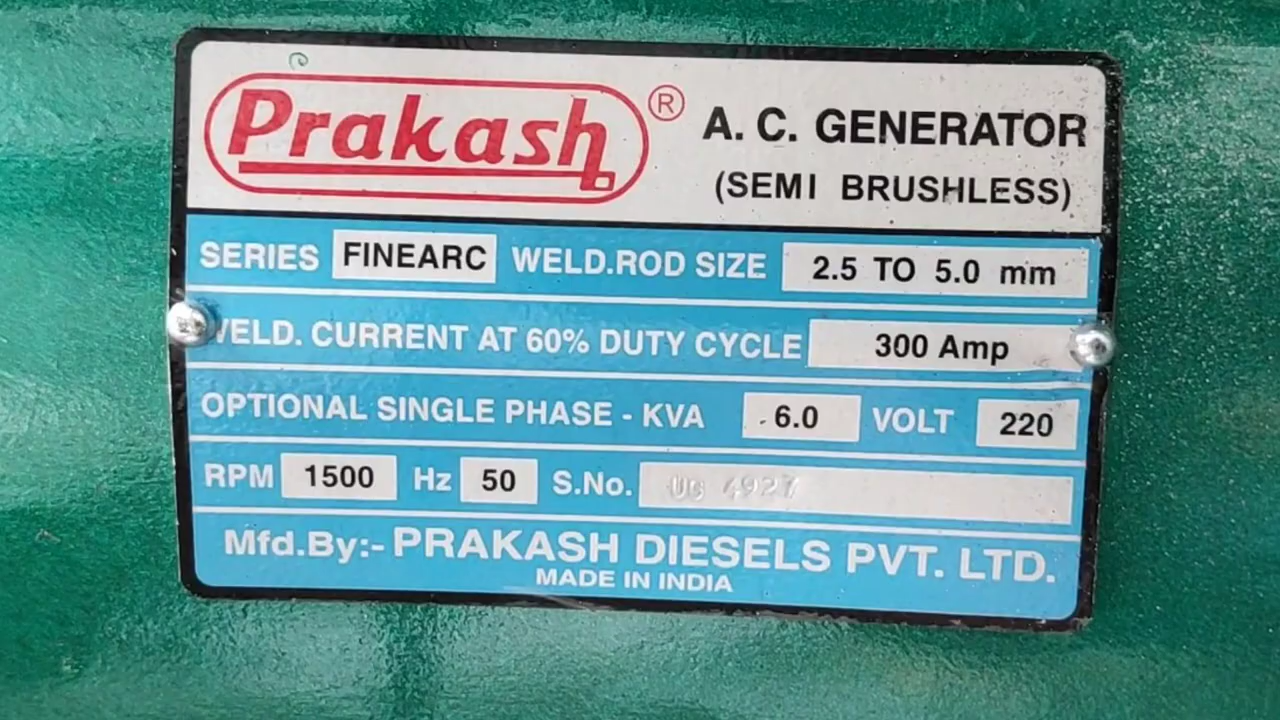 Prakash ® A. C. GENERATOR
(SEMI BRUSHLESS)
SERIES FINEARC WELD.ROD SIZE 2.5 TO 5.0 mm
WELD. CURRENT AT 60% DUTY CYCLE 300 Amp
OPTIONAL SINGLE PHASE - KVA 6.0 VOLT 220
RPM 1500 Hz 50 S.No. 4927
Mfd.By:- PRAKASH DIESELS PVT. LTD.
MADE IN INDIA